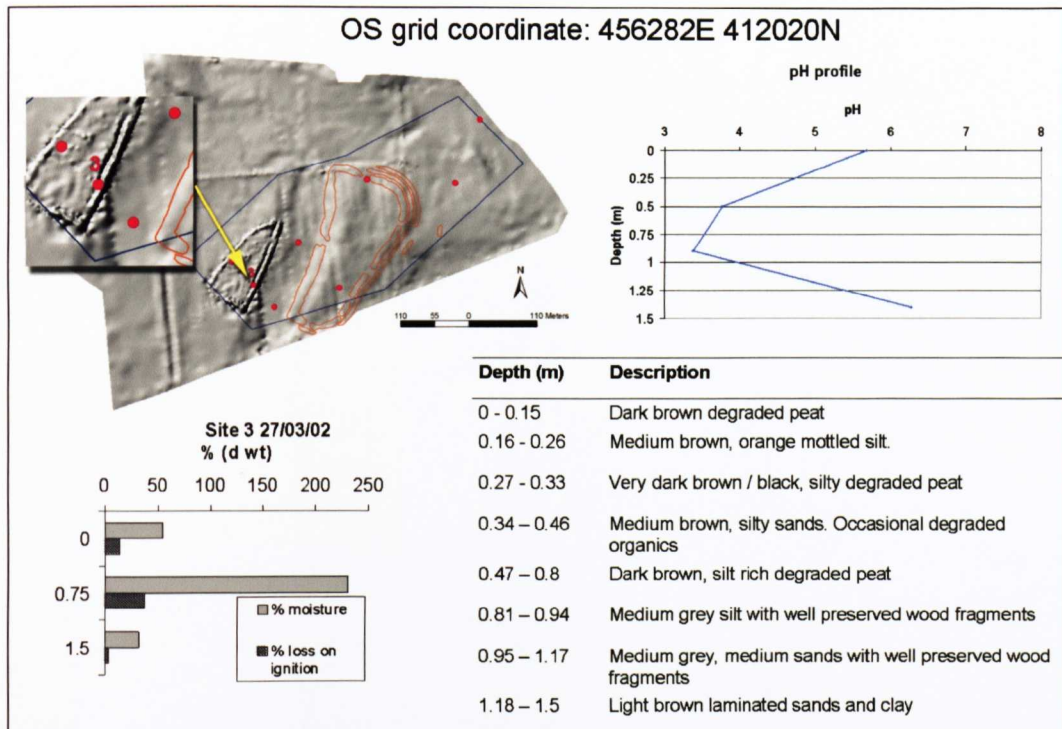 OS grid coordinate: 456282E 412020N
N
110 55 0 110 Meters
pH profile
pH
3 4 5 6 7 8
0
0.25
0.5
0.75
1
1.25
1.5
Depth (m)
Site 3 27/03/02
% (d wt)
0 50 100 150 200 250
0
0.75
1.5
% moisture
% loss on
ignition
Depth (m) Description
0 - 0.15 Dark brown degraded peat
0.16 - 0.26 Medium brown, orange mottled silt.
0.27 - 0.33 Very dark brown / black, silty degraded peat
0.34 – 0.46 Medium brown, silty sands. Occasional degraded
organics
0.47 – 0.8 Dark brown, silt rich degraded peat
0.81 – 0.94 Medium grey silt with well preserved wood fragments
0.95 – 1.17 Medium grey, medium sands with well preserved wood
fragments
1.18 – 1.5 Light brown laminated sands and clay